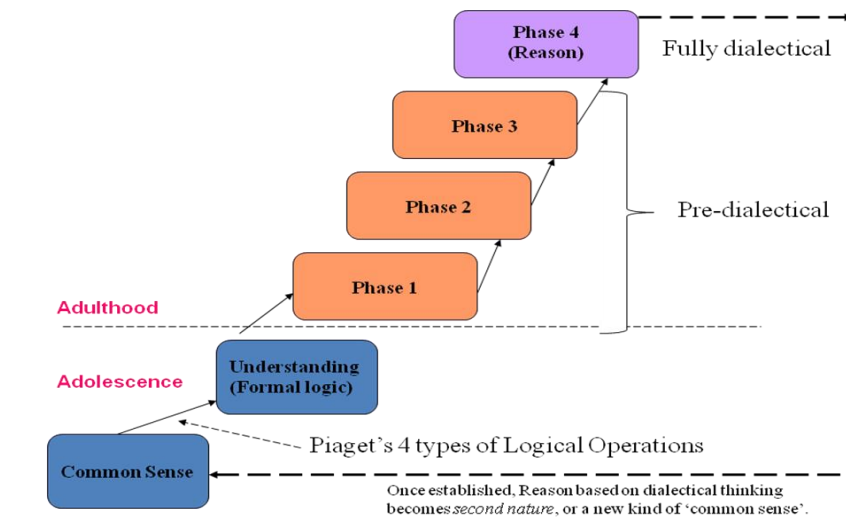 Phase 4
(Reason)
Fully dialectical
Phase 3
Phase 2
Pre-dialectical
Phase 1
Adulthood
Understanding
(Formal logic)
Adolescence
Piaget's 4 types of Logical Operations
Common Sense
Once established, Reason based on dialectical thinking
becomes second nature, or a new kind of 'common sense'.